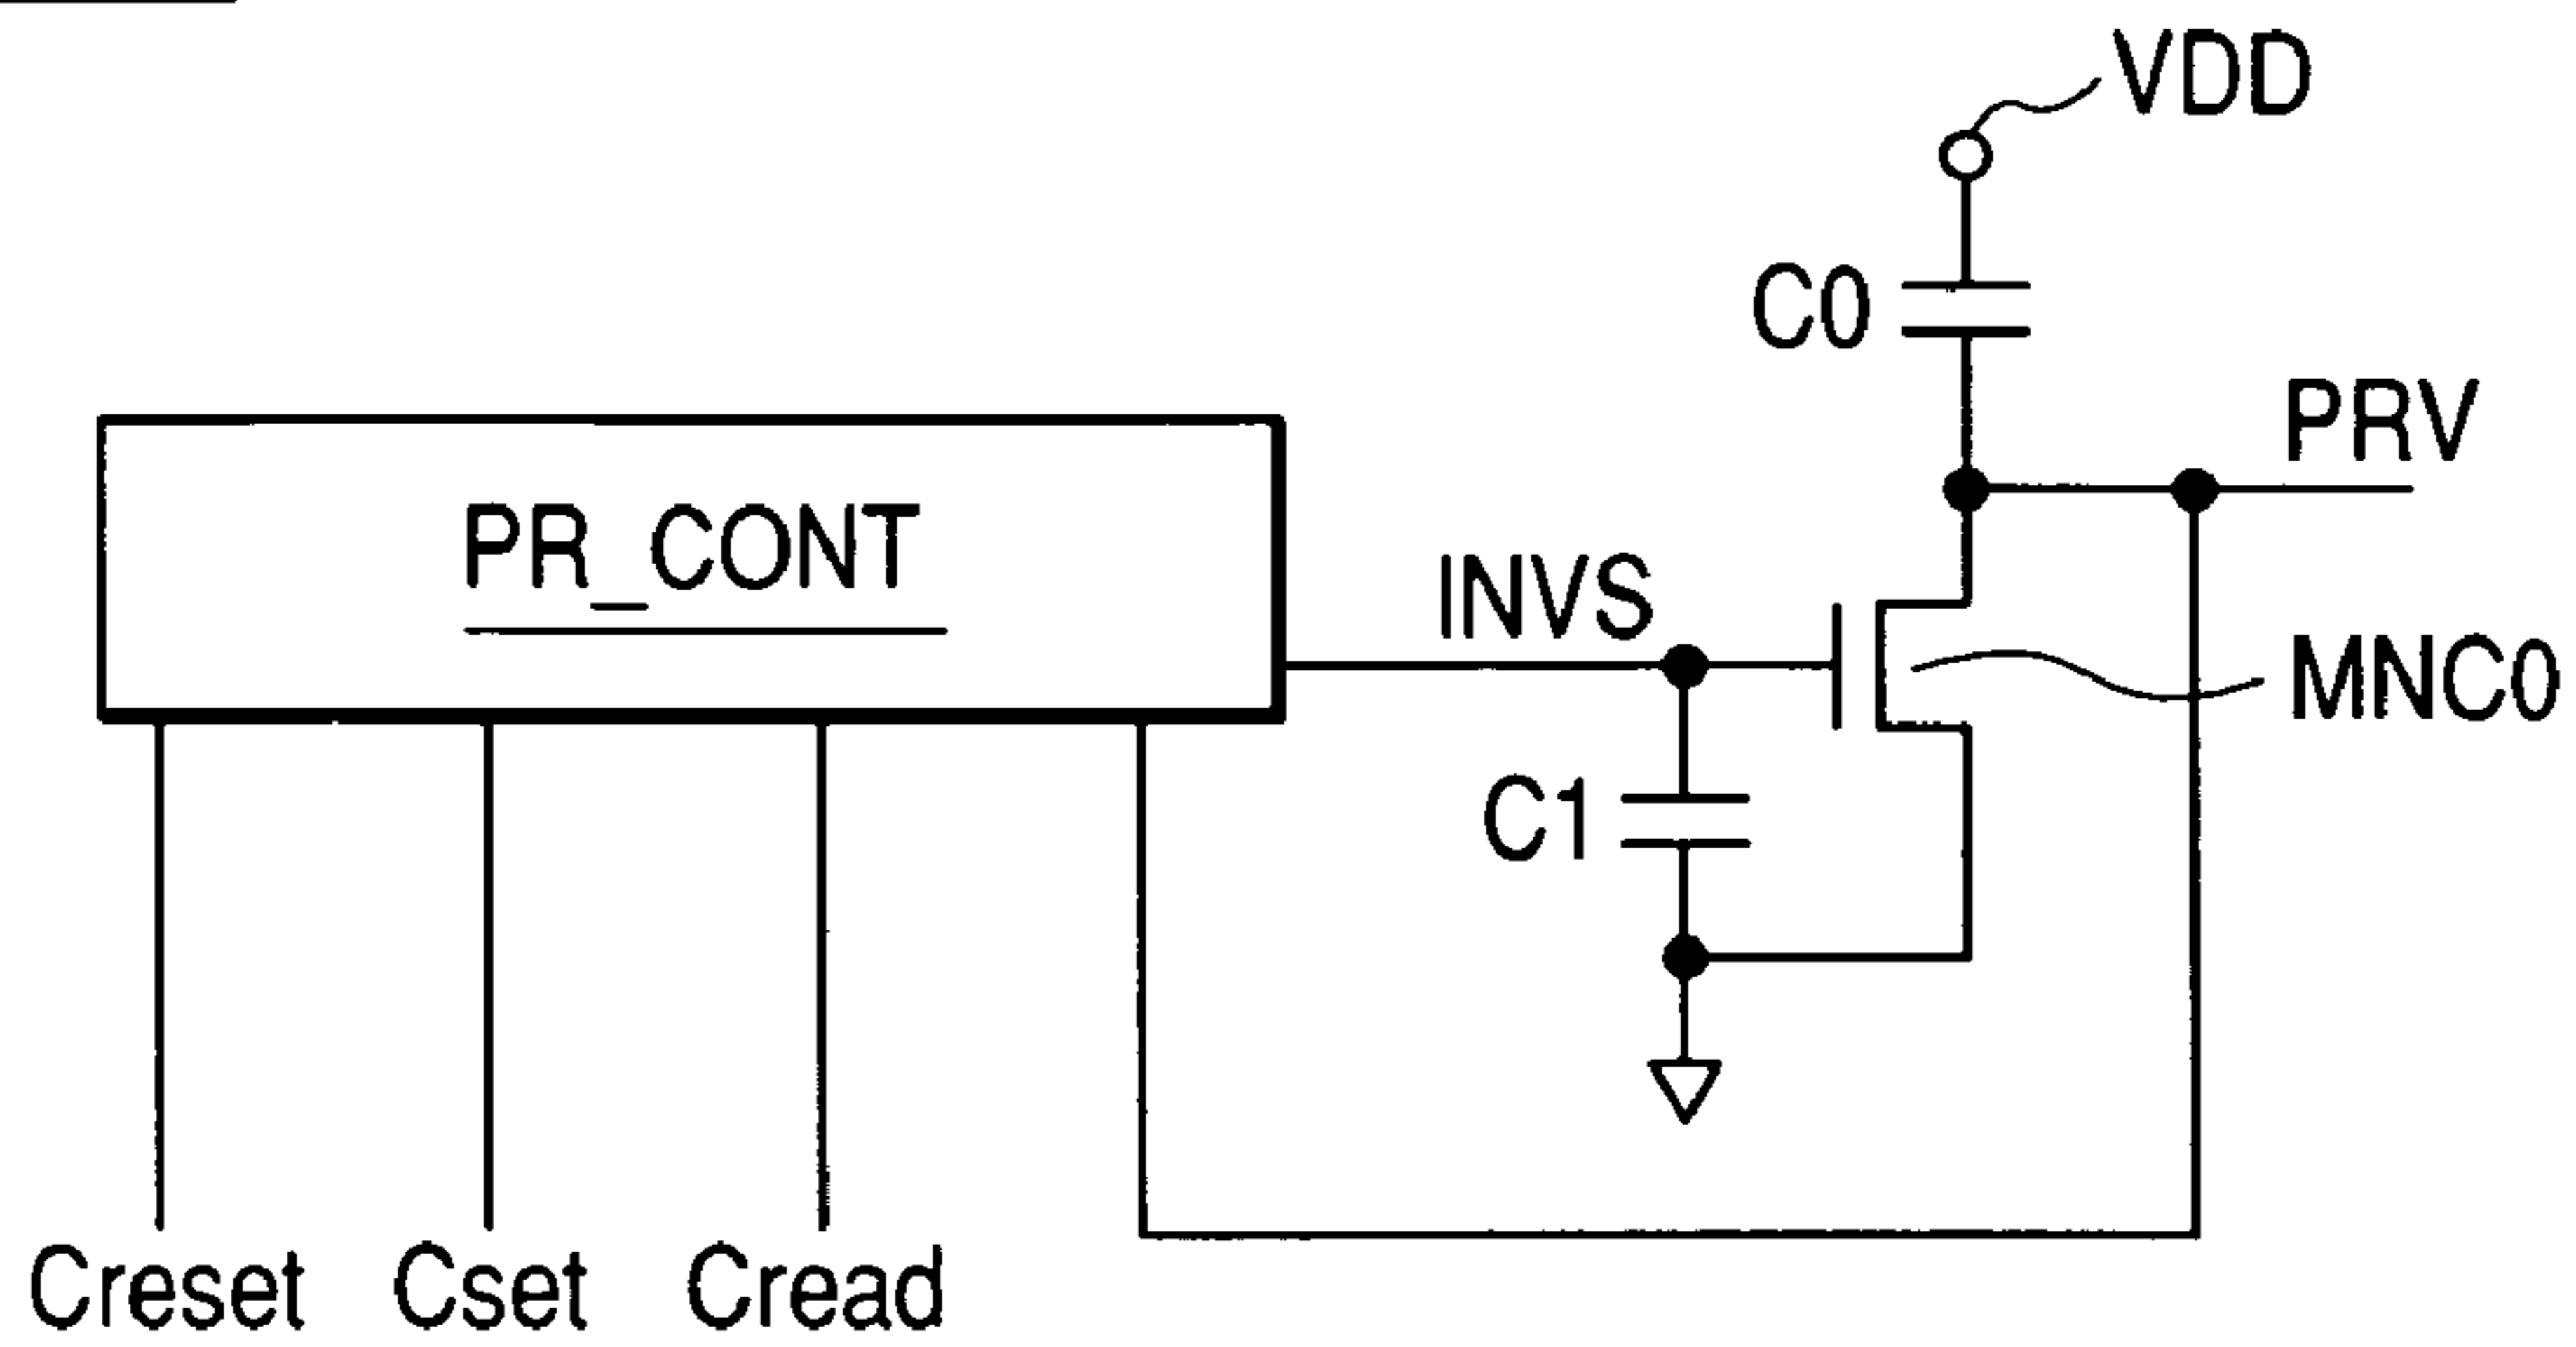 VDD
C0
PRV
PR_CONT
INVS
MNC0
C1
Creset Cset Cread